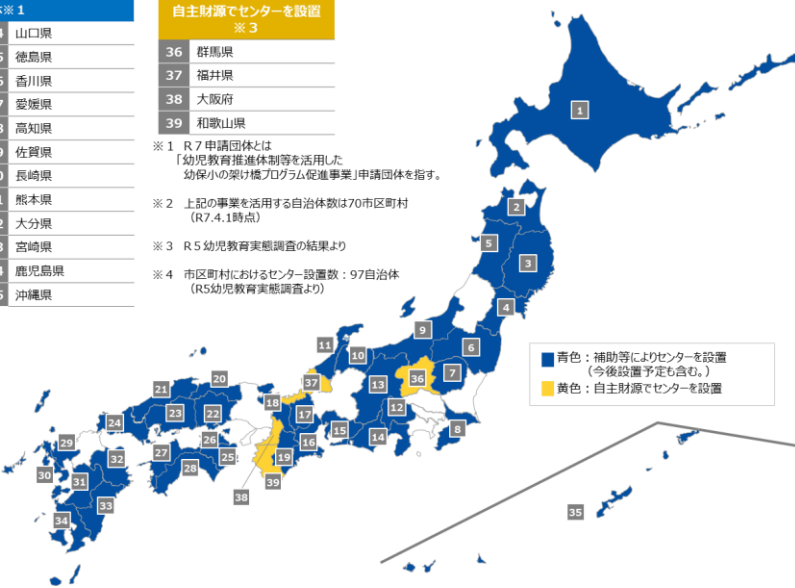 ※1
山口県
徳島県
香川県
愛媛県
高知県
佐賀県
長崎県
熊本県
大分県
宮崎県
鹿児島県
沖縄県
自主財源でセンターを設置
※3
36 群馬県
37 福井県
38 大阪府
39 和歌山県
※1 R7申請団体とは
「幼児教育推進体制等を活用した
幼保小の架け橋プログラム促進事業」申請団体を指す。
※2 上記の事業を活用する自治体数は70市区町村
(R7.4.1時点)
※3 R5幼児教育実態調査の結果より
※4 市区町村におけるセンター設置数：97自治体
(R5幼児教育実態調査より)
青色：補助等によりセンターを設置
(今後設置予定も含む。)
黄色：自主財源でセンターを設置
1
2
5
3
4
9
6
11
10
7
37
13
36
20
21
18
12
23
22
17
24
15
14
8
29
26
16
32
27
25
19
30
31
28
39
38
33
34
35